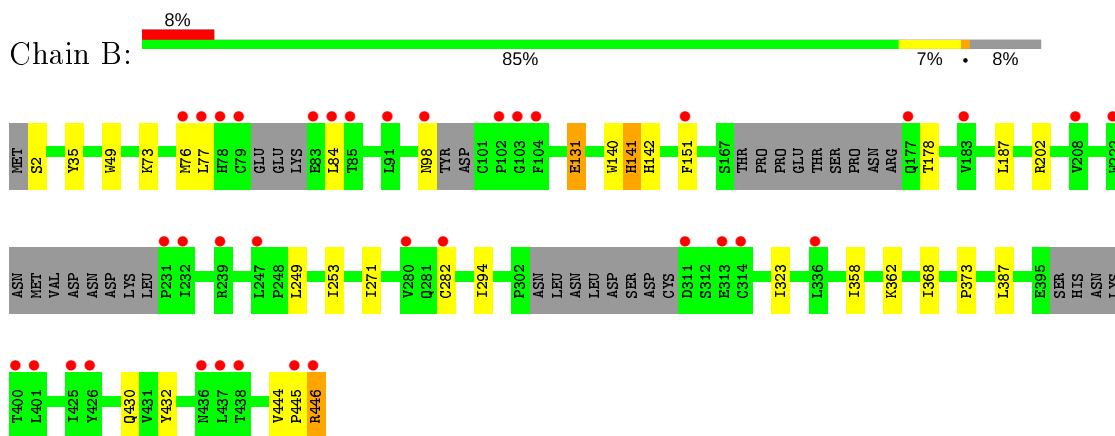 8%
Chain B:
85% 7% • 8%
MET S2 Y35 W49 K73 M76 L77 H78 C79 GLU GLU LYS E83 L84 T85 L91 N98 TYR ASP C101 P102 G103 F104 E131 W140 H141 H142 F151 S167 THR PRO PRO GLU THR SER PRO ASN ARG Q177 T178 V183 L187 R202 V208 W222
ASN MET VAL ASP ASN ASP LYS LEU P231 I232 R239 L247 P248 L249 I253 I271 V280 Q281 C282 I294 P302 ASN LEU ASN LEU ASP SER ASP CYS D311 S312 E313 C314 I323 L336 I358 K362 I368 P373 L387 E395 SER HIS ASN LYS
T400 L401 I425 Y426 Q430 V431 Y432 N436 L437 T438 V444 P445 R446